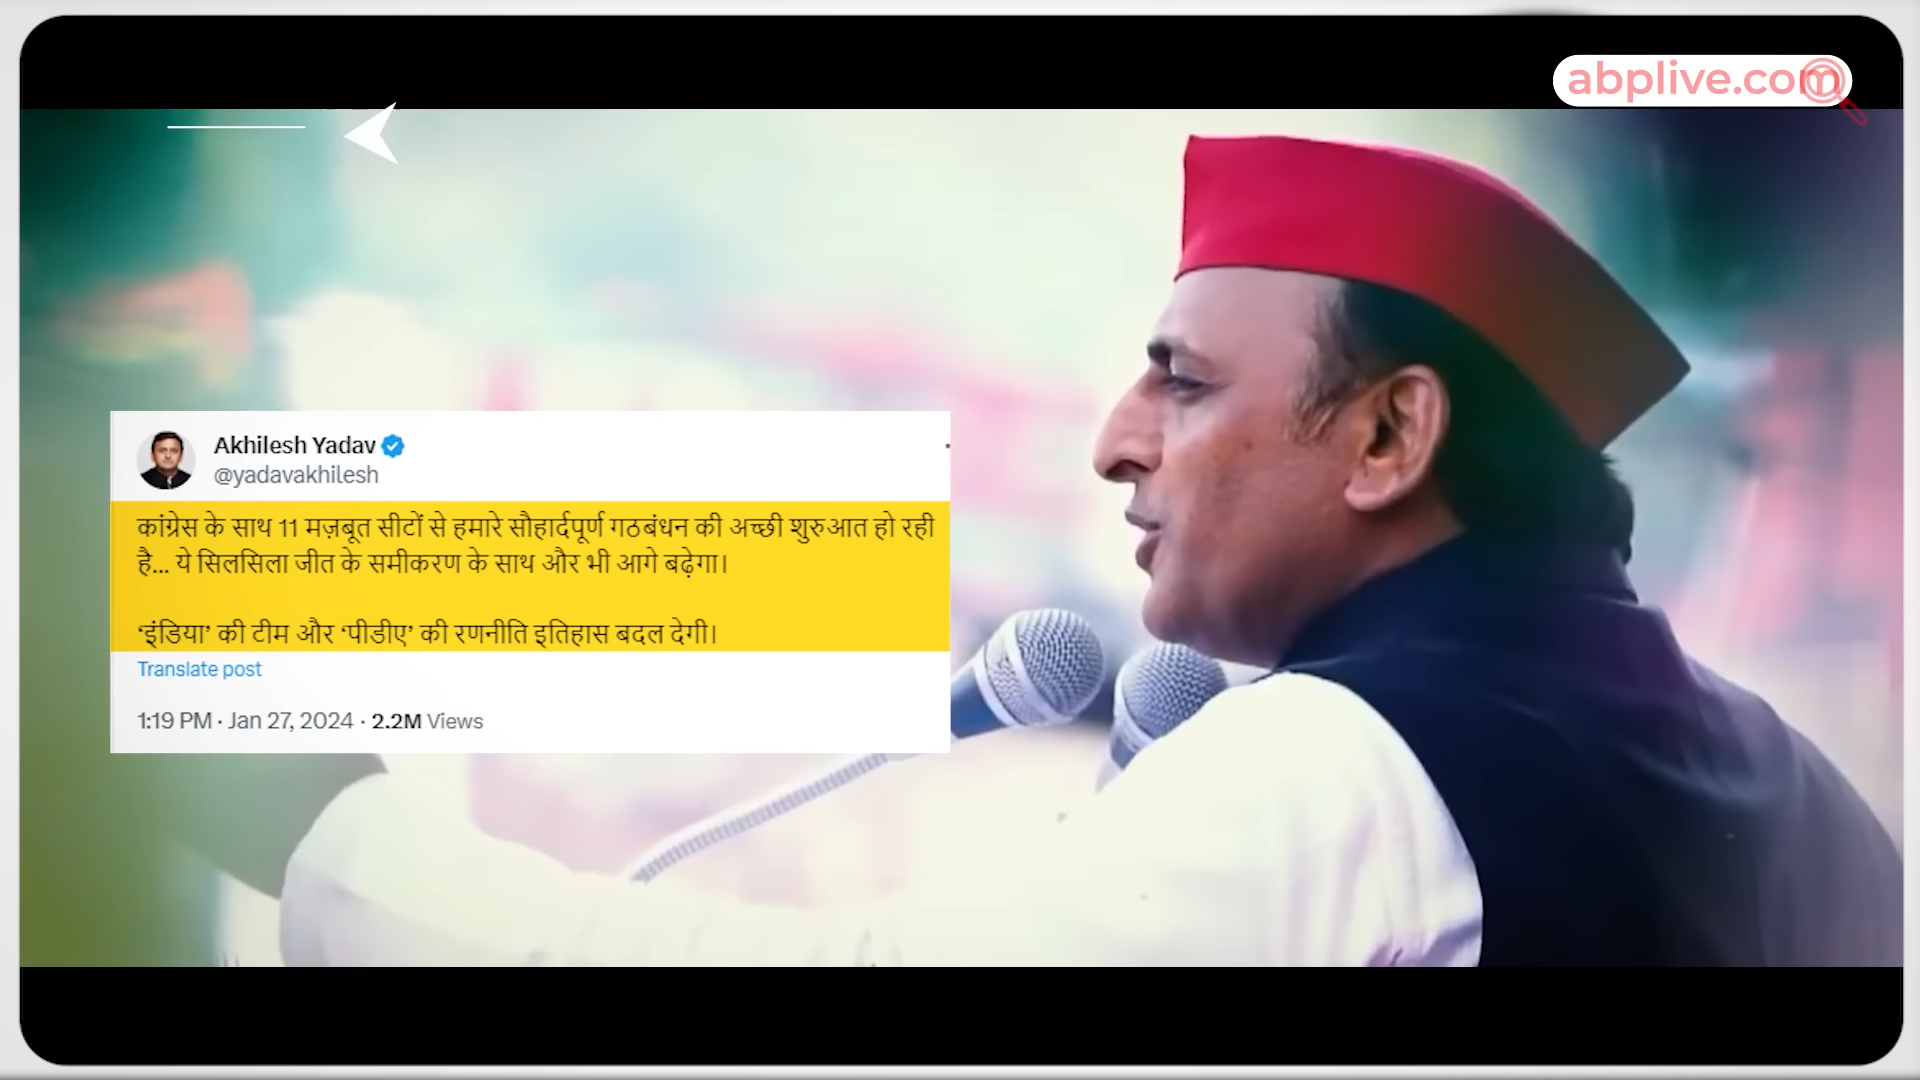 abplive.com
Akhilesh Yadav
@yadavakhilesh
कांग्रेस के साथ 11 मज़बूत सीटों से हमारे सौहार्दपूर्ण गठबंधन की अच्छी शुरुआत हो रही
है... ये सिलसिला जीत के समीकरण के साथ और भी आगे बढ़ेगा।
‘इंडिया’ की टीम और ‘पीडीए’ की रणनीति इतिहास बदल देगी।
Translate post
1:19 PM · Jan 27, 2024 · 2.2M Views